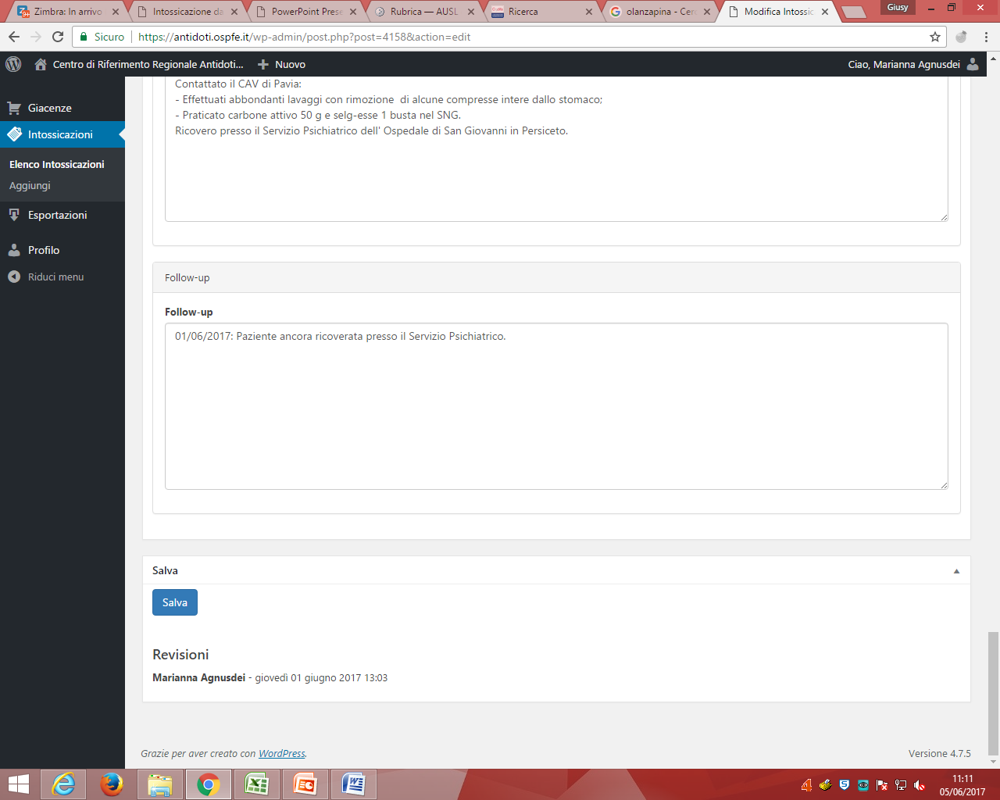 Zimbra: In arrivo
Intossicazione da
PowerPoint Prese
Rubrica — AUSL
Ricerca
olanzapina - Cer
Modifica Intossic
Giusy
Sicuro
https://antidoti.ospfe.it/wp-admin/post.php?post=4158&action=edit
Centro di Riferimento Regionale Antidoti...
Nuovo
Ciao, Marianna Agnusdei
Giacenze
Intossicazioni
Elenco Intossicazioni
Aggiungi
Esportazioni
Profilo
Riduci menu
Contattato il CAV di Pavia:
- Effettuati abbondanti lavaggi con rimozione di alcune compresse intere dallo stomaco;
- Praticato carbone attivo 50 g e selg-esse 1 busta nel SNG.
Ricovero presso il Servizio Psichiatrico dell' Ospedale di San Giovanni in Persiceto.
Follow-up
Follow-up
01/06/2017: Paziente ancora ricoverata presso il Servizio Psichiatrico.
Salva
Salva
Revisioni
Marianna Agnusdei - giovedì 01 giugno 2017 13:03
Grazie per aver creato con WordPress.
Versione 4.7.5
11:11
05/06/2017